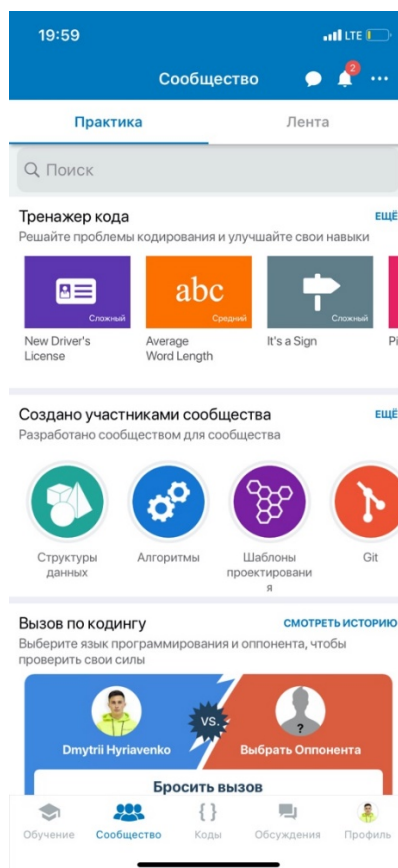 19:59
LTE
Сообщество
2
Практика
Лента
Поиск
Тренажер кода
ЕЩЁ
Решайте проблемы кодирования и улучшайте свои навыки
Сложный
abc
Средний
Сложный
New Driver's
License
Average
Word Length
It's a Sign
Pi
Создано участниками сообщества
ЕЩЁ
Разработано сообществом для сообщества
Структуры
данных
Алгоритмы
Шаблоны
проектировани
я
Git
Вызов по кодингу
СМОТРЕТЬ ИСТОРИЮ
Выберите язык программирования и оппонента, чтобы
проверить свои силы
VS.
?
Dmytrii Hyriavenko
Выбрать Оппонента
Бросить вызов
{ }
Обучение
Сообщество
Коды
Обсуждения
Профиль